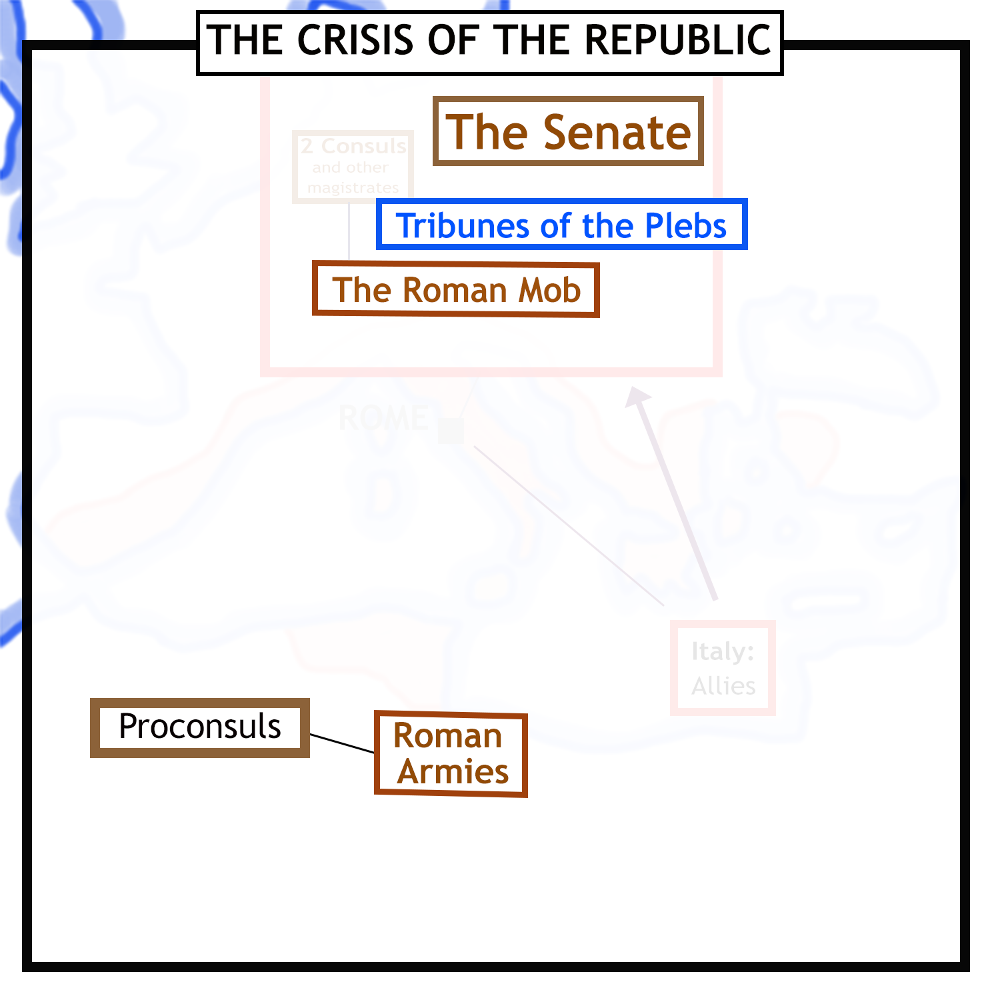 THE CRISIS OF THE REPUBLIC
The Senate
2 Consuls
and other
magistrates
Tribunes of the Plebs
The Roman Mob
ROME
Italy:
Allies
Proconsuls
Roman
Armies